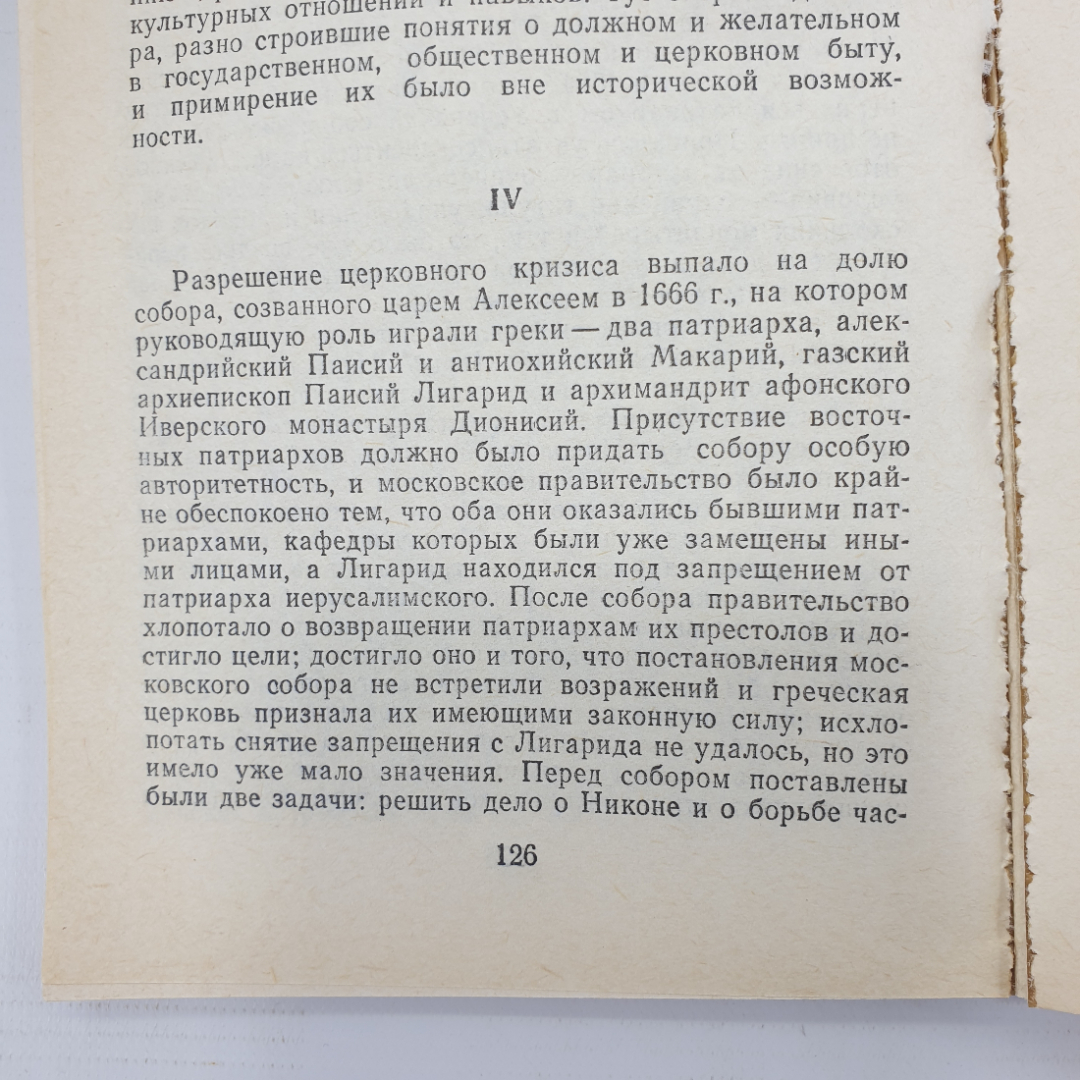 культурных отношений и навыков.
ра, разно строившие понятия о должном и желательном
в государственном, общественном и церковном быту,
и примирение их было вне исторической возмож-
ности.
IV
Разрешение церковного кризиса выпало на долю
собора, созванного царем Алексеем в 1666 г., на котором
руководящую роль играли греки — два патриарха, алек-
сандрийский Паисий и антиохийский Макарий, газский
архиепископ Паисий Лигарид и архимандрит афонского
Иверского монастыря Дионисий. Присутствие восточ-
ных патриархов должно было придать собору особую
авторитетность, и московское правительство было край-
не обеспокоено тем, что оба они оказались бывшими пат-
риархами, кафедры которых были уже замещены ины-
ми лицами, а Лигарид находился под запрещением от
патриарха иерусалимского. После собора правительство
хлопотало о возвращении патриархам их престолов и до-
стигло цели; достигло оно и того, что постановления мос-
ковского собора не встретили возражений и греческая
церковь признала их имеющими законную силу; исхло-
потать снятие запрещения с Лигарида не удалось, но это
имело уже мало значения. Перед собором поставлены
были две задачи: решить дело о Никоне и о борьбе час-
126